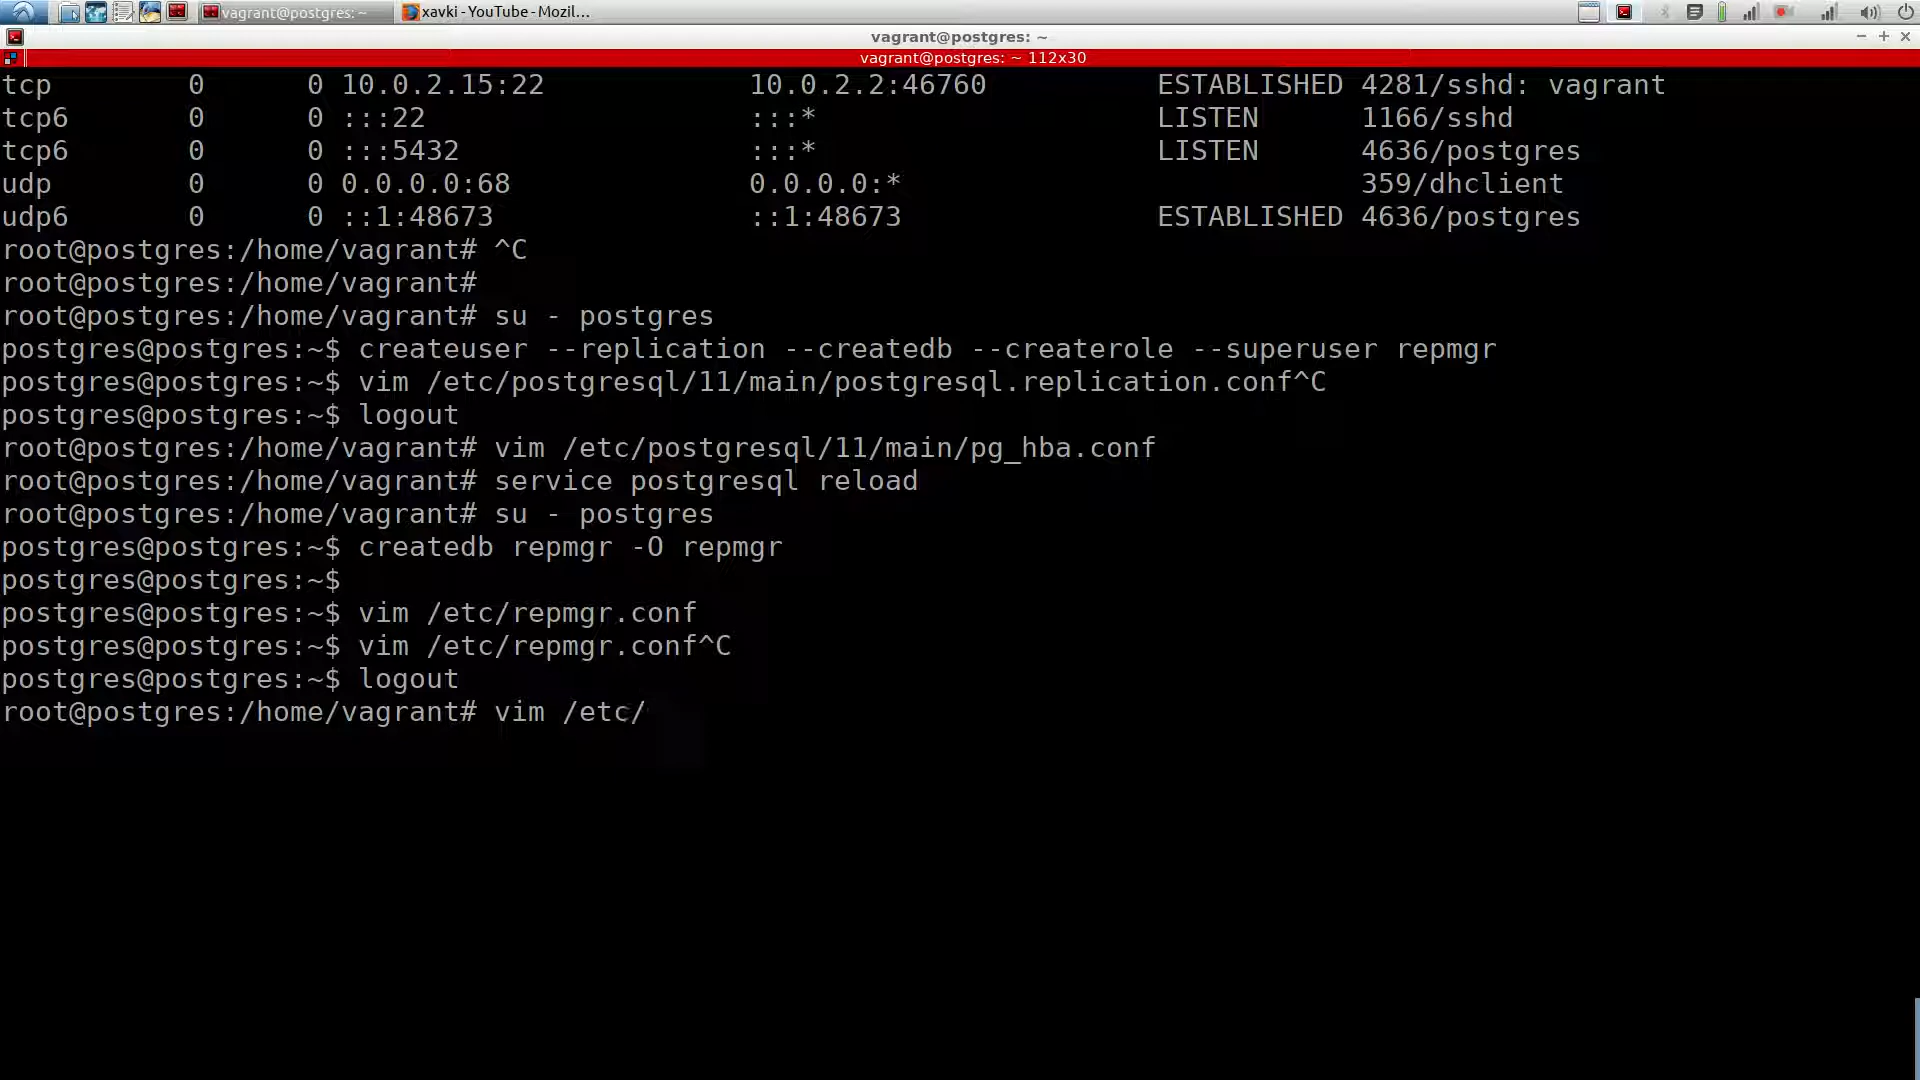 vagrant@postgres: ~
xavki - YouTube - Mozil...
vagrant@postgres: ~
vagrant@postgres: ~ 112x30
tcp 0 0 10.0.2.15:22 10.0.2.2:46760 ESTABLISHED 4281/sshd: vagrant
tcp6 0 0 :::22 :::* LISTEN 1166/sshd
tcp6 0 0 :::5432 :::* LISTEN 4636/postgres
udp 0 0 0.0.0.0:68 0.0.0.0:* 359/dhclient
udp6 0 0 ::1:48673 ::1:48673 ESTABLISHED 4636/postgres
root@postgres:/home/vagrant# ^C
root@postgres:/home/vagrant#
root@postgres:/home/vagrant# su - postgres
postgres@postgres:~$ createuser --replication --createdb --createrole --superuser repmgr
postgres@postgres:~$ vim /etc/postgresql/11/main/postgresql.replication.conf^C
postgres@postgres:~$ logout
root@postgres:/home/vagrant# vim /etc/postgresql/11/main/pg_hba.conf
root@postgres:/home/vagrant# service postgresql reload
root@postgres:/home/vagrant# su - postgres
postgres@postgres:~$ createdb repmgr -O repmgr
postgres@postgres:~$
postgres@postgres:~$ vim /etc/repmgr.conf
postgres@postgres:~$ vim /etc/repmgr.conf^C
postgres@postgres:~$ logout
root@postgres:/home/vagrant# vim /etc/